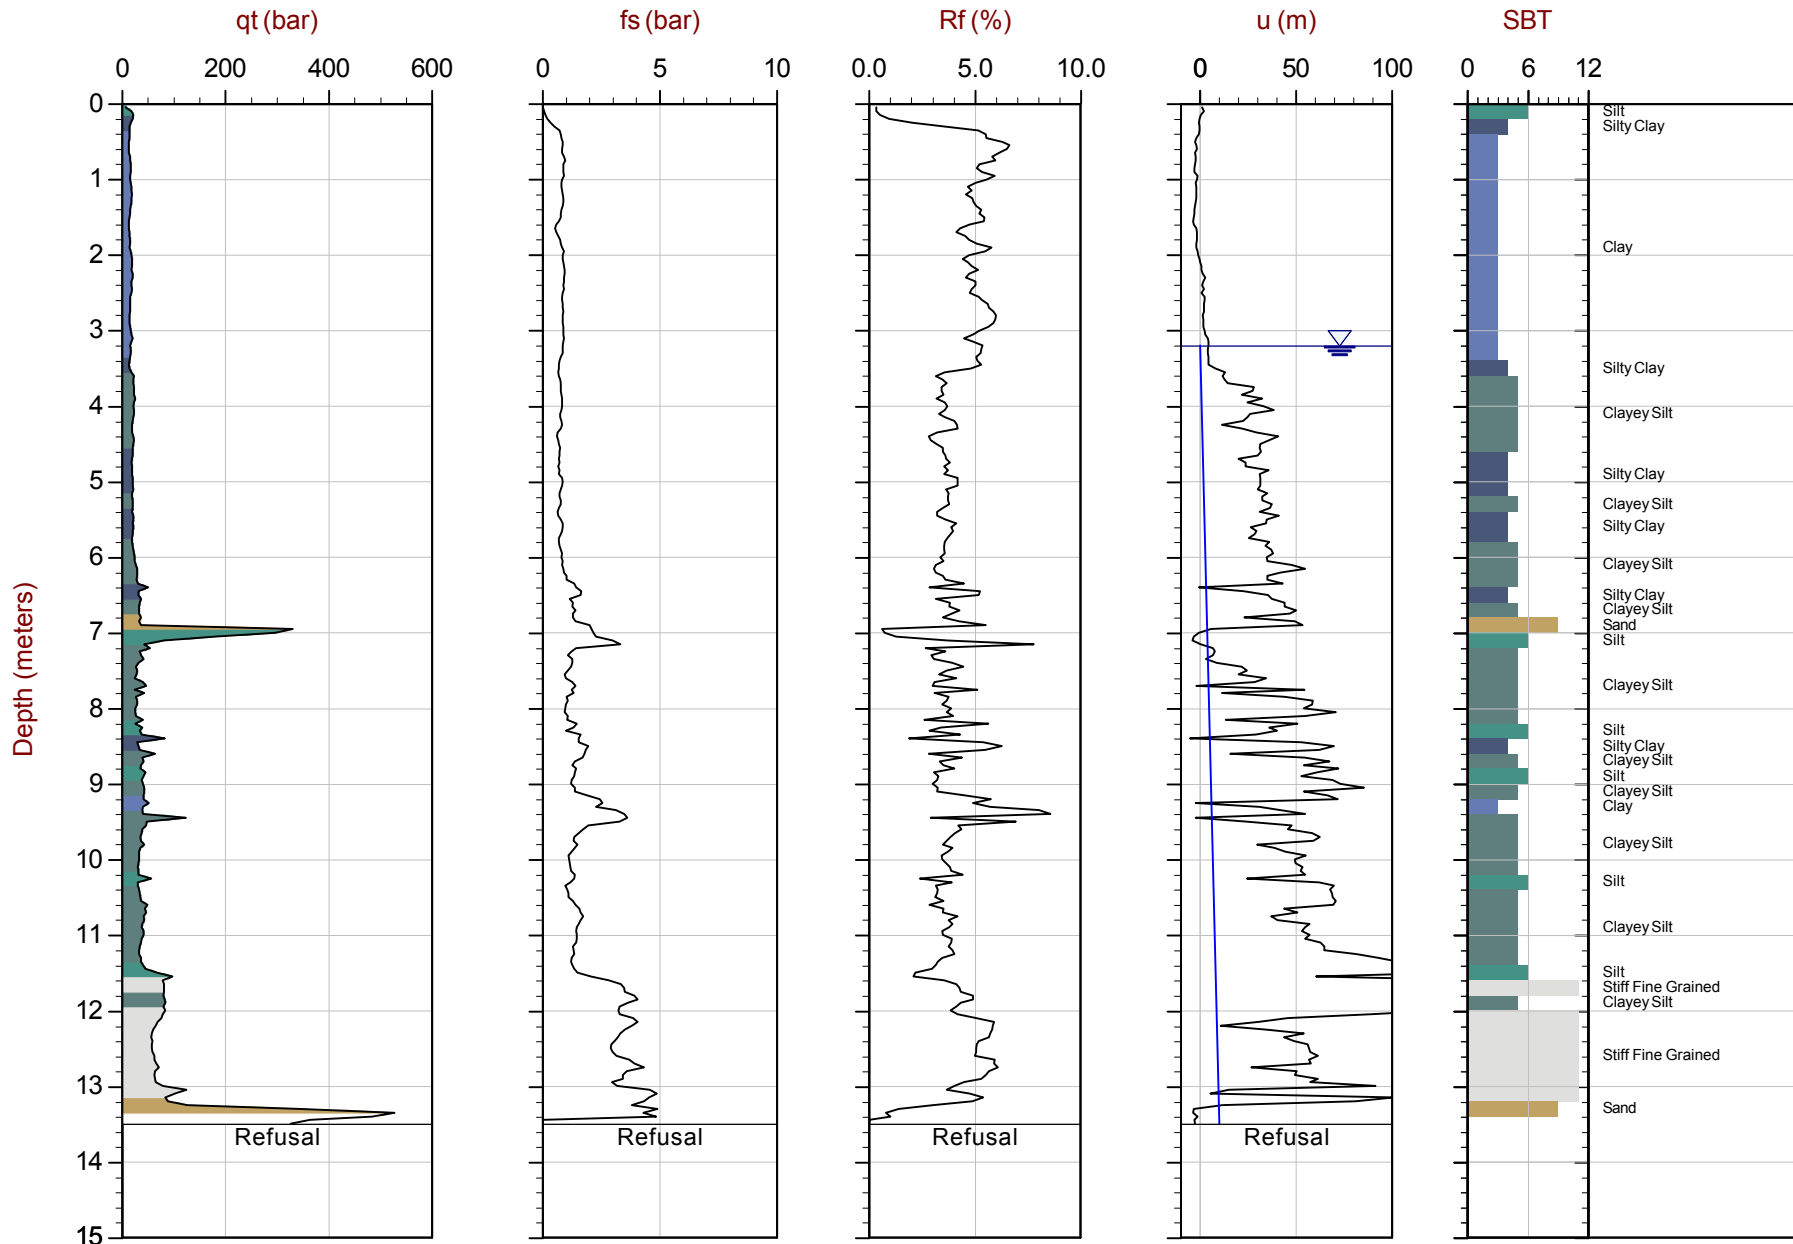 qt (bar) fs (bar) Rf (%) u (m) SBT
0 200 400 600 0 5 10 0.0 5.0 10.0 0 50 100 0 6 12
0
Silt
Silty Clay
1
Clay
2
3
Silty Clay
4
Clayey Silt
Silty Clay
5
Clayey Silt
Silty Clay
6
Clayey Silt
Silty Clay
Clayey Silt
Sand
7
Silt
Clayey Silt
8
Silt
Silty Clay
Clayey Silt
Silt
9
Clayey Silt
Clay
Clayey Silt
10
Silt
Clayey Silt
11
Silt
Stiff Fine Grained
Clayey Silt
12
Stiff Fine Grained
13
Sand
Refusal Refusal Refusal Refusal
14
15
Depth (meters)